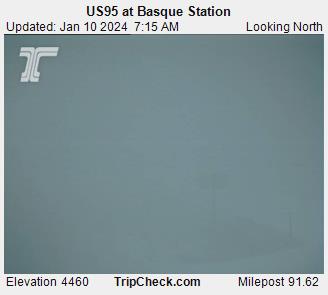 US95 at Basque Station
Updated: Jan 10 2024 7:15 AM Looking North
Elevation 4460 TripCheck.com Milepost 91.62